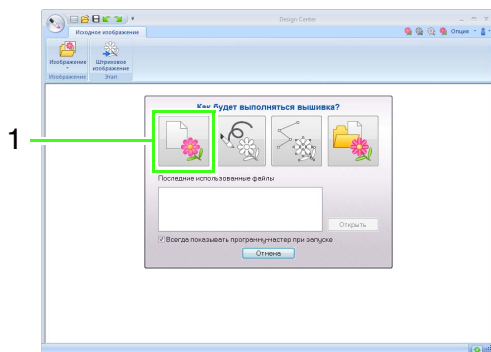 Design Center
Исходное изображение
Опции
Изображение
Штриховое
изображение
Изображение
Этап
Как будет выполняться вышивка?
1
Последние использованные файлы
Открыть
Всегда показывать программу-мастер при запуске
Отмена